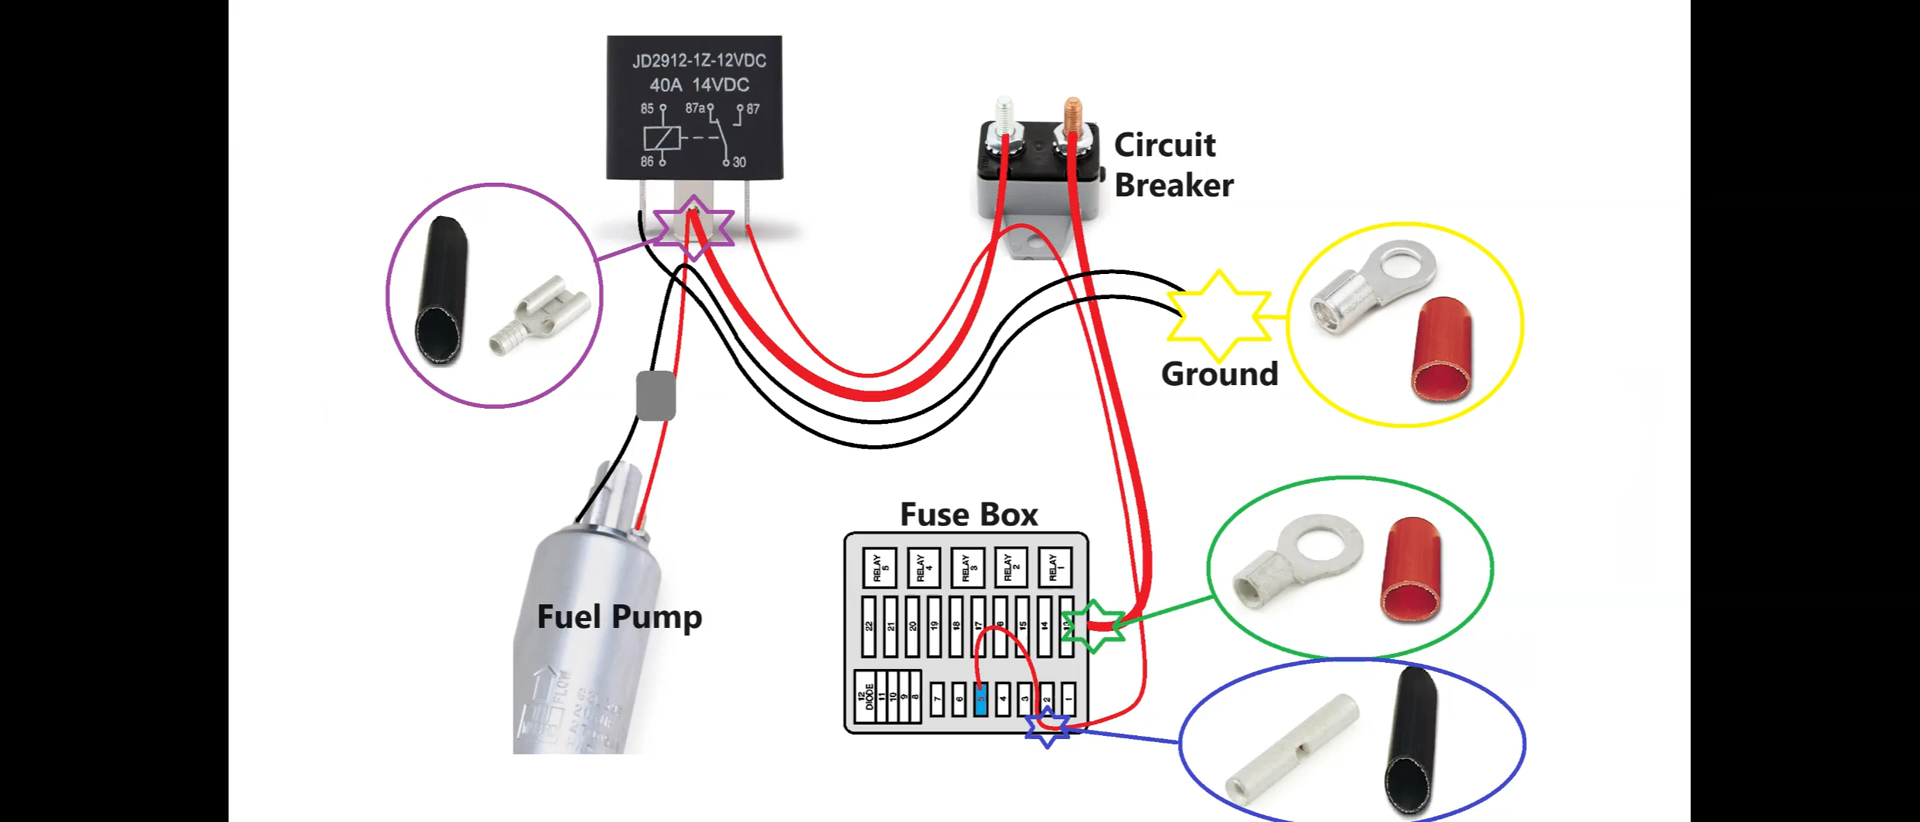 JD2912-1Z-12VDC
40A 14VDC
85 87a 87
86 30
Circuit
Breaker
Ground
Fuse Box
RELAY 5 RELAY 4 RELAY 3 RELAY 2 RELAY 1
22 21 20 19 18 17 15 14
12 DIODE 11 10 9 8 7 6 5 4 3 2 1
Fuel Pump
FLOW